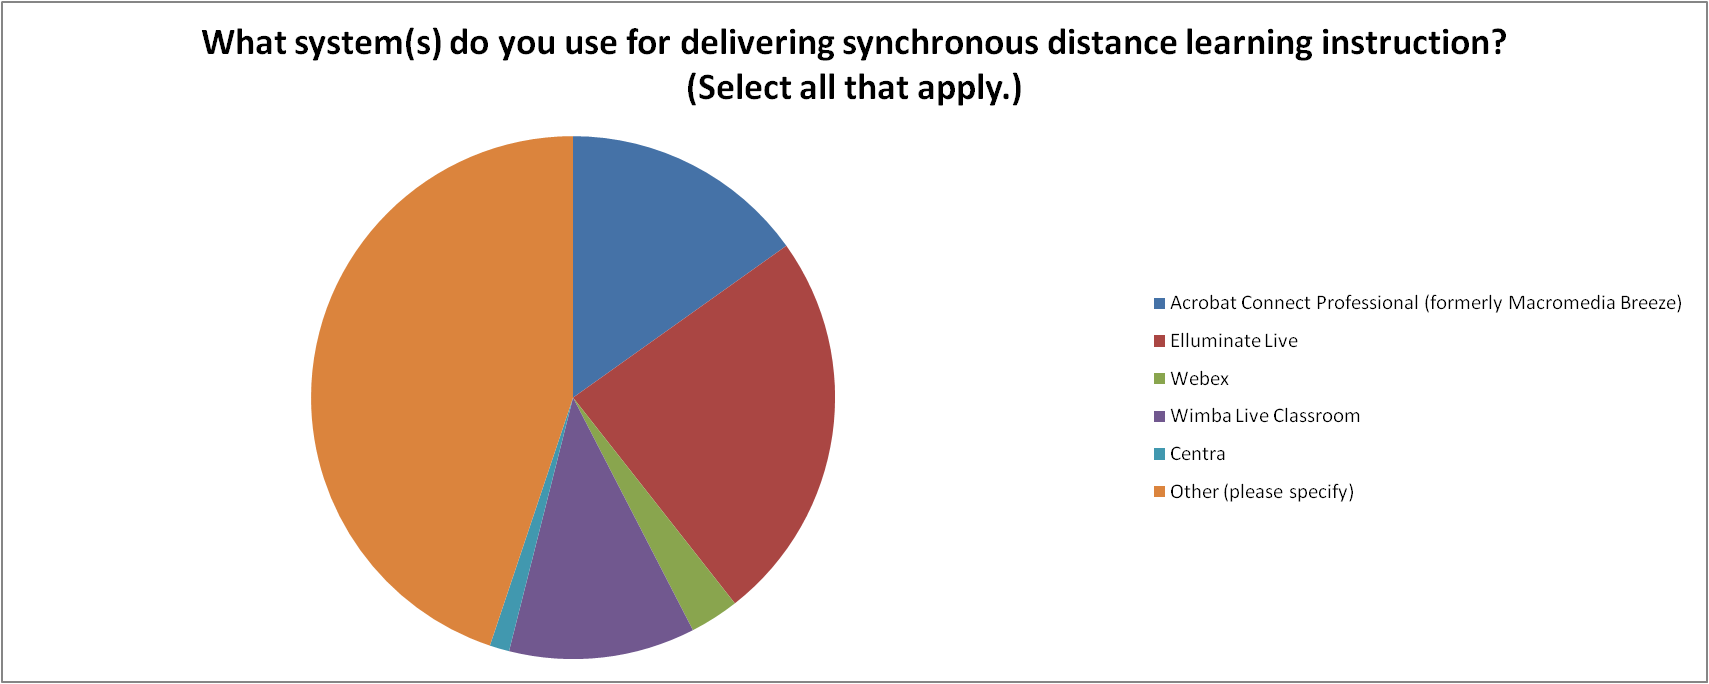 What system(s) do you use for delivering synchronous distance learning instruction?
(Select all that apply.)
Acrobat Connect Professional (formerly Macromedia Breeze)
Elluminate Live
Webex
Wimba Live Classroom
Centra
Other (please specify)